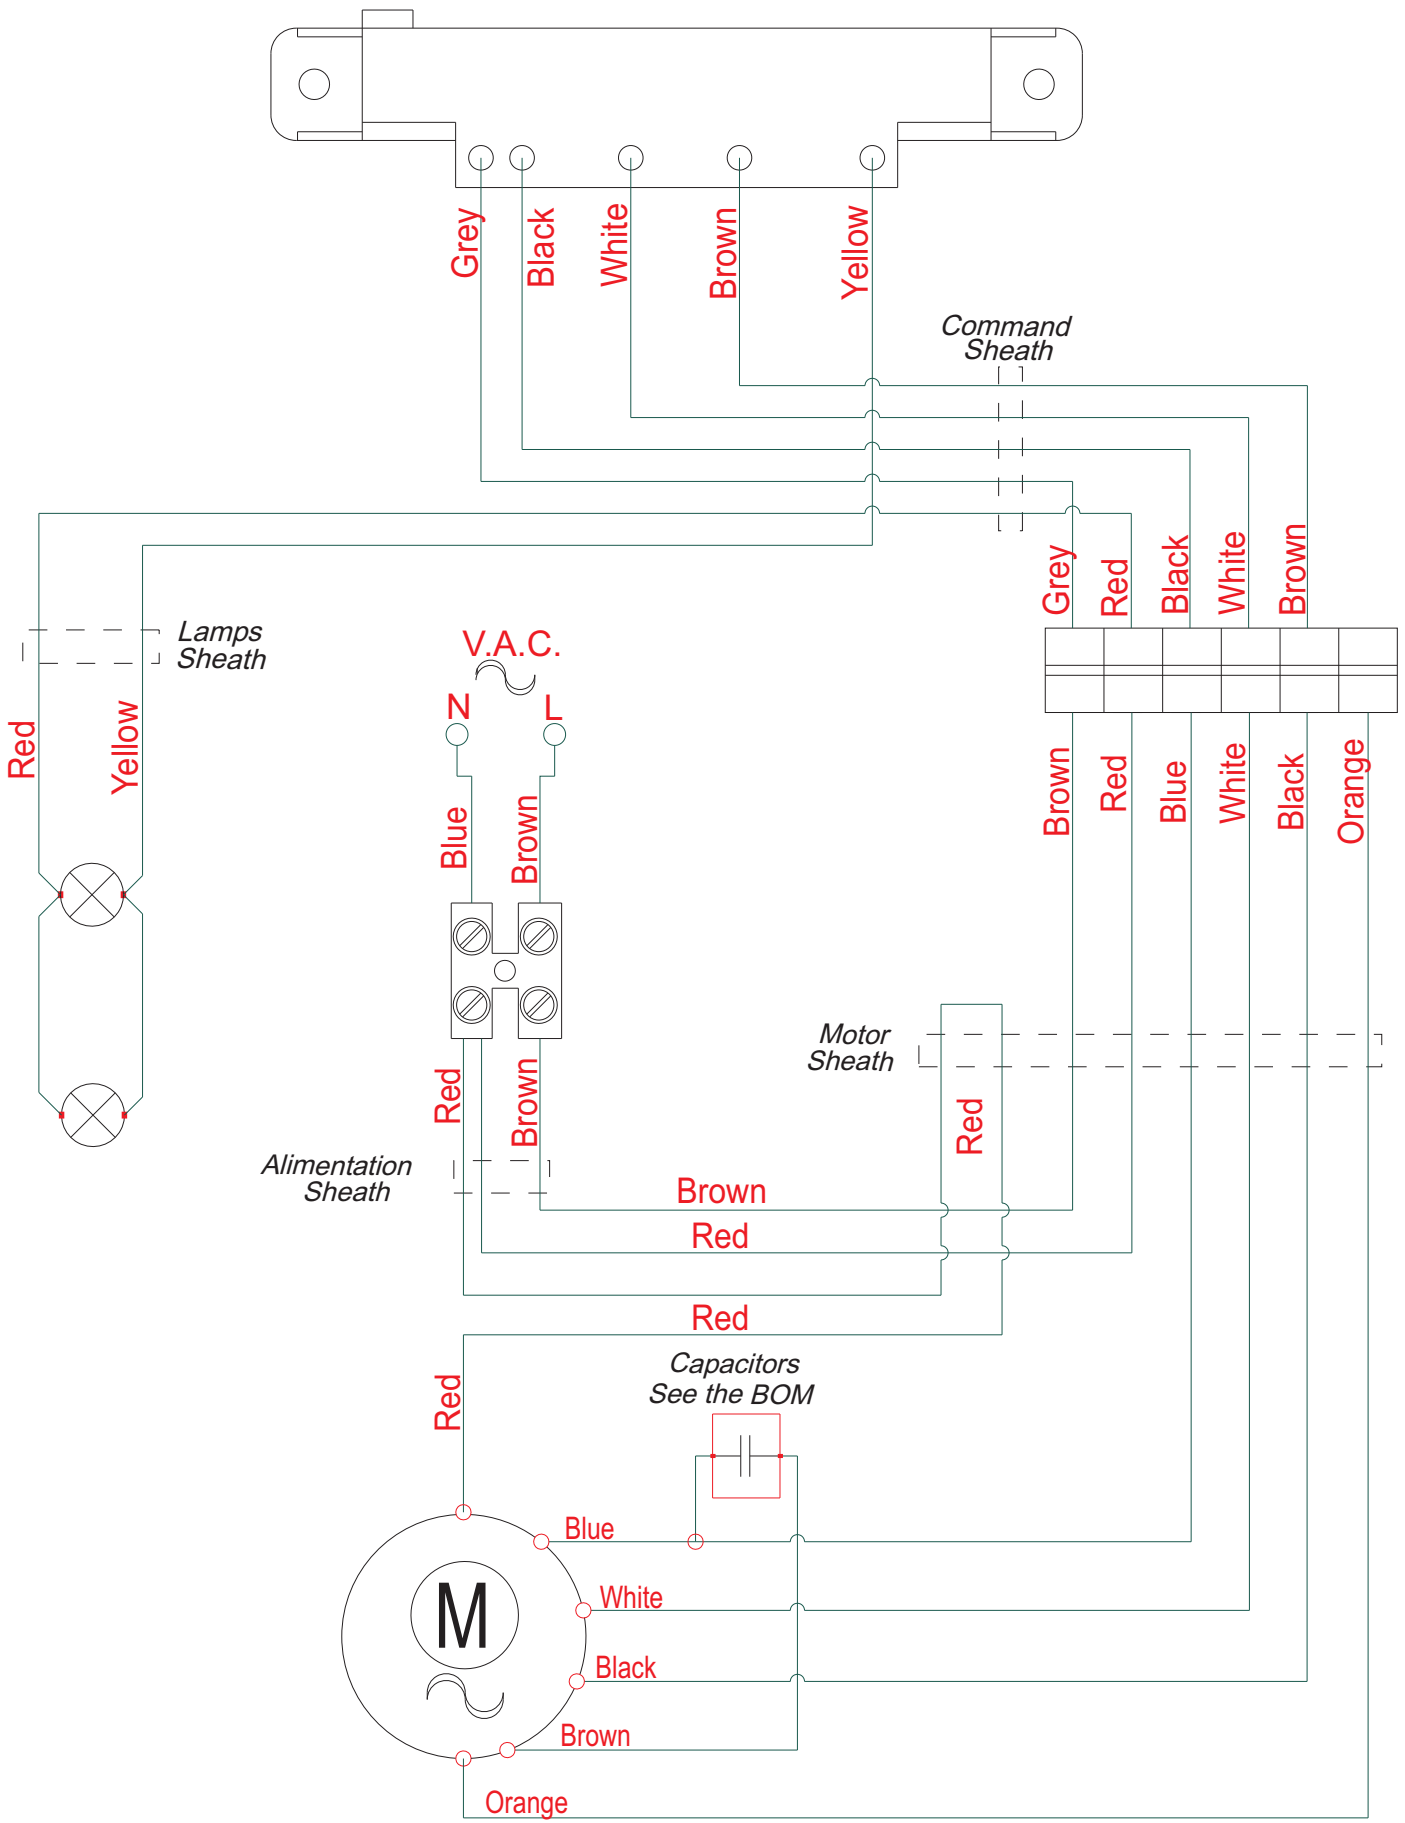 Grey
Black
White
Brown
Yellow
Command
Sheath
Grey
Red
Black
White
Brown
Lamps
Sheath
V.A.C.
N
L
Red
Yellow
Blue
Brown
Brown
Red
Blue
White
Black
Orange
Motor
Sheath
Red
Brown
Red
Alimentation
Sheath
Brown
Red
Red
Capacitors
See the BOM
Red
Blue
White
M
Black
Brown
Orange